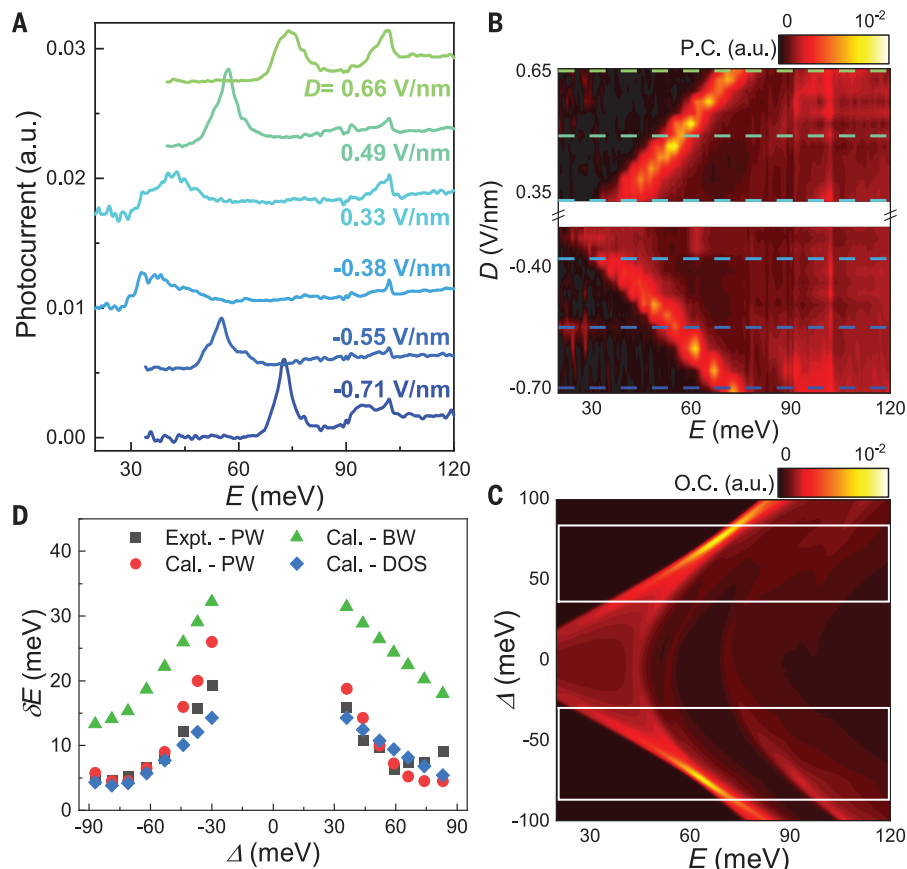 A
0.03
0.02
0.01
0.00
Photocurrent (a.u.)
D= 0.66 V/nm
0.49 V/nm
0.33 V/nm
-0.38 V/nm
-0.55 V/nm
-0.71 V/nm
30 60 90 120
E (meV)
B
0 10-2
P.C. (a.u.)
0.65
0.35
-0.40
-0.70
D (V/nm)
30 60 90 120
E (meV)
C
0 10-2
O.C. (a.u.)
100
50
0
-50
-100
Δ (meV)
30 60 90 120
E (meV)
D
Expt. - PW Cal. - BW
Cal. - PW Cal. - DOS
40
30
20
10
0
δE (meV)
-90 -60 -30 0 30 60 90
Δ (meV)